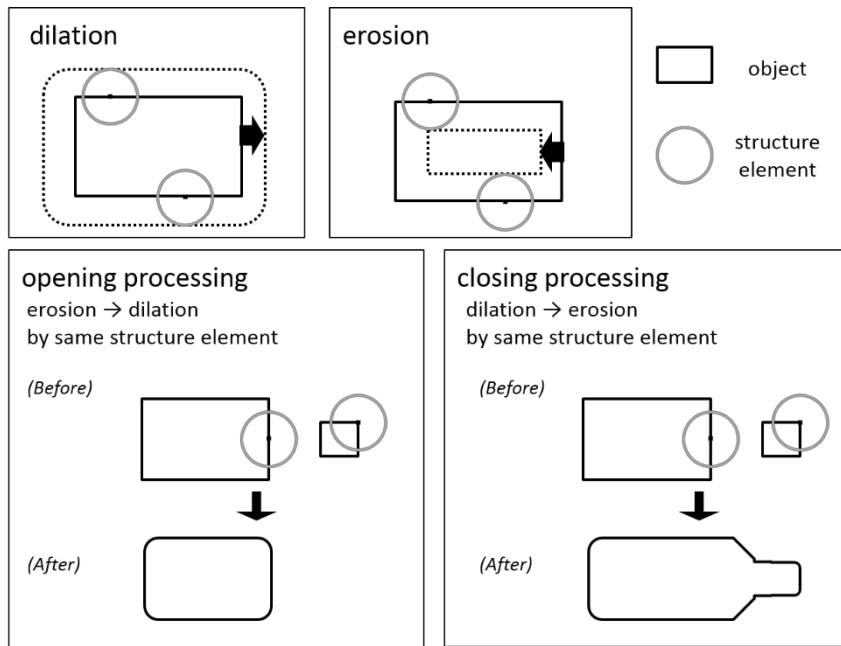 dilation
erosion
object
structure
element
opening processing
erosion → dilation
by same structure element
(Before)
(After)
closing processing
dilation → erosion
by same structure element
(Before)
(After)